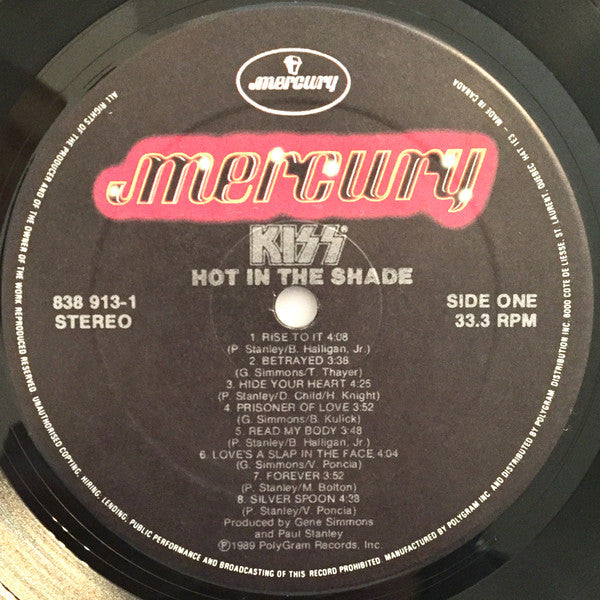 mercury
mercury
KISS
HOT IN THE SHADE
838 913-1
STEREO
SIDE ONE
33.3 RPM
1. RISE TO IT 4:08
(P. Stanley/B. Halligan, Jr.)
2. BETRAYED 3:38
(G. Simmons/T. Thayer)
3. HIDE YOUR HEART 4:25
(P. Stanley/D. Child/H. Knight)
4. PRISONER OF LOVE 3:52
(G. Simmons/B. Kulick)
5. READ MY BODY 3:48
(P. Stanley/B. Halligan, Jr.)
6. LOVE'S A SLAP IN THE FACE 4:04
(G. Simmons/V. Poncia)
7. FOREVER 3:52
(P. Stanley/M. Bolton)
8. SILVER SPOON 4:38
(P. Stanley/V. Poncia)
Produced by Gene Simmons
and Paul Stanley
Ⓟ1989 PolyGram Records, Inc.
ALL RIGHTS OF THE PRODUCER AND OF THE OWNER OF THE WORK REPRODUCED RESERVED. UNAUTHORISED COPYING, HIRING, LENDING, PUBLIC PERFORMANCE AND BROADCASTING OF THIS RECORD PROHIBITED. MANUFACTURED BY POLYGRAM INC. AND DISTRIBUTED BY POLYGRAM DISTRIBUTION INC. 6000 COTE DE LIESSE, ST. LAURENT, QUEBEC, H4T 1E3 - MADE IN CANADA